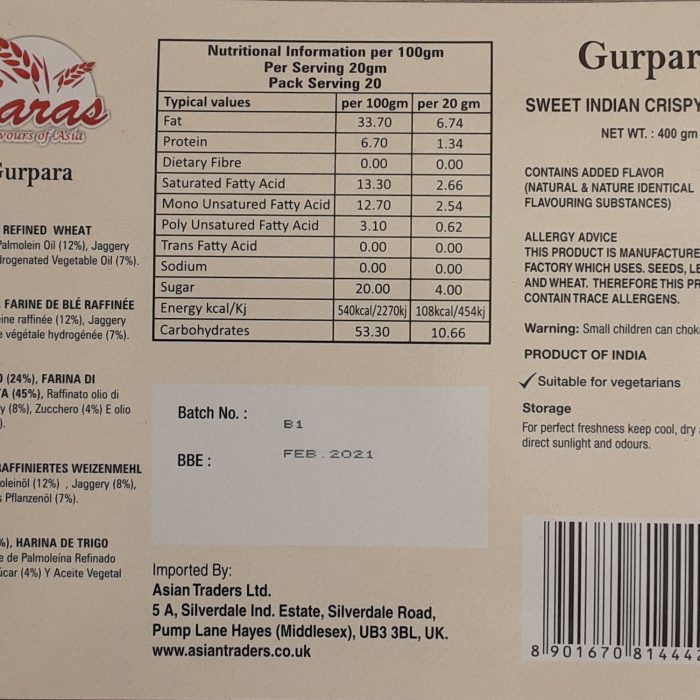 aras
vours of Asia
Gurpara
REFINED WHEAT
Palmolein Oil (12%), Jaggery
drogenated Vegetable Oil (7%).
FARINE DE BLÉ RAFFINÉE
eine raffinée (12%), Jaggery
e végétale hydrogénée (7%).
O (24%), FARINA DI
TA (45%), Raffinato olio di
y (8%), Zucchero (4%) E olio
).
RAFFINIERTES WEIZENMEHL
oleinöl (12%) , Jaggery (8%),
s Pflanzenöl (7%).
%), HARINA DE TRIGO
e de Palmoleína Refinado
úcar (4%) Y Aceite Vegetal
Nutritional Information per 100gm
Per Serving 20gm
Pack Serving 20
Typical values per 100gm per 20 gm
Fat 33.70 6.74
Protein 6.70 1.34
Dietary Fibre 0.00 0.00
Saturated Fatty Acid 13.30 2.66
Mono Unsatured Fatty Acid 12.70 2.54
Poly Unsatured Fatty Acid 3.10 0.62
Trans Fatty Acid 0.00 0.00
Sodium 0.00 0.00
Sugar 20.00 4.00
Energy kcal/Kj 540kcal/2270kj 108kcal/454kj
Carbohydrates 53.30 10.66
Batch No. : B1
BBE : FEB.2021
Imported By:
Asian Traders Ltd.
5 A, Silverdale Ind. Estate, Silverdale Road,
Pump Lane Hayes (Middlesex), UB3 3BL, UK.
www.asiantraders.co.uk
Gurpar
SWEET INDIAN CRISPY
NET WT. : 400 gm
CONTAINS ADDED FLAVOR
(NATURAL & NATURE IDENTICAL
FLAVOURING SUBSTANCES)
ALLERGY ADVICE
THIS PRODUCT IS MANUFACTURE
FACTORY WHICH USES. SEEDS, LE
AND WHEAT. THEREFORE THIS PR
CONTAIN TRACE ALLERGENS.
Warning: Small children can chok
PRODUCT OF INDIA
Suitable for vegetarians
Storage
For perfect freshness keep cool, dry
direct sunlight and odours.
8 901670 81444